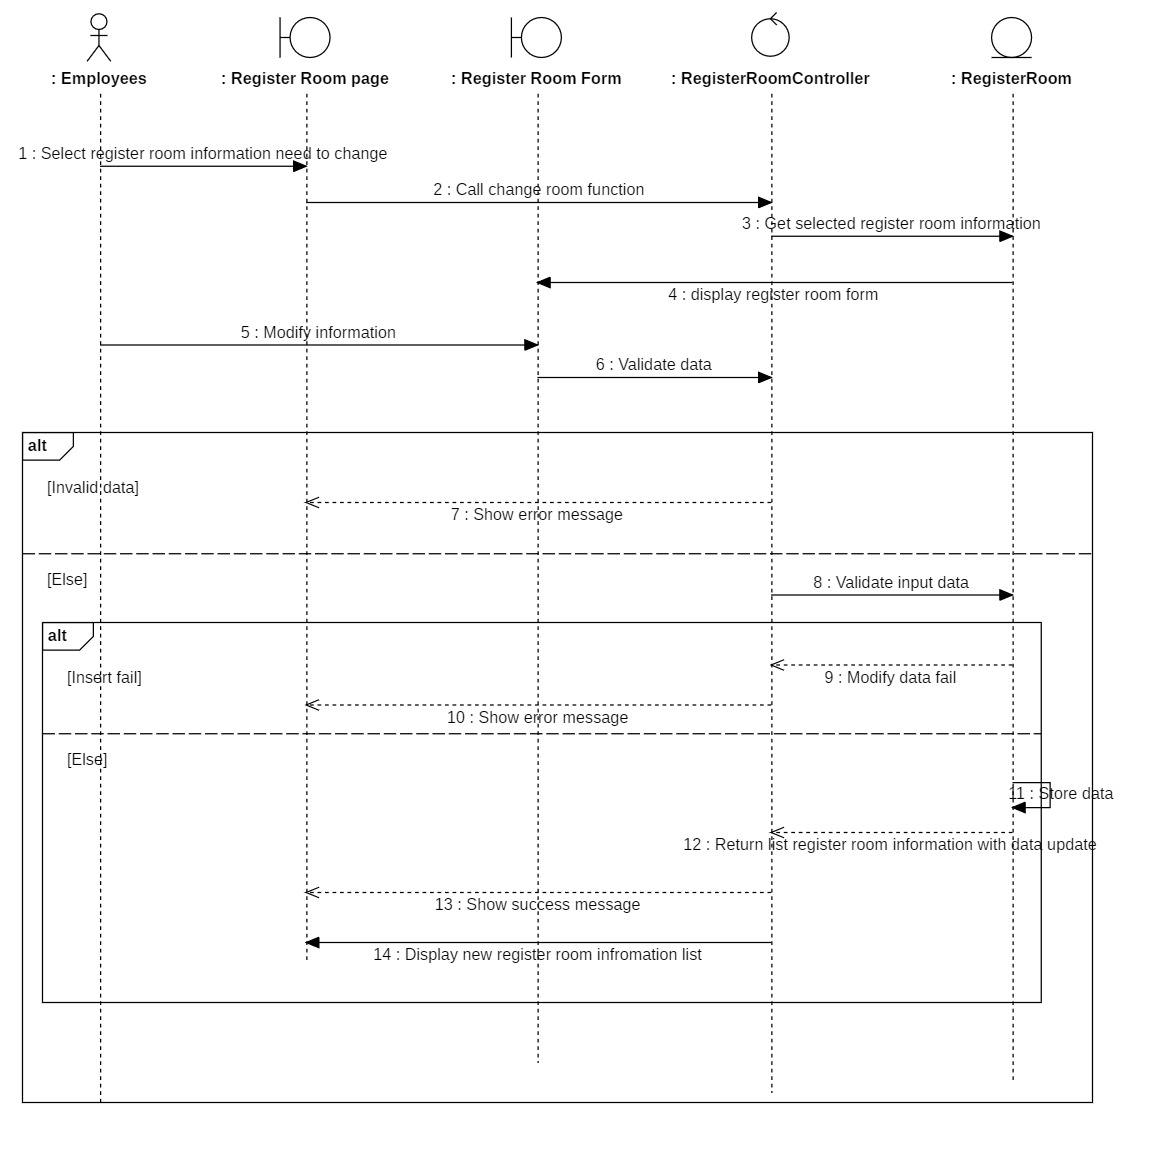 : Employees
: Register Room page
: Register Room Form
: RegisterRoomController
: RegisterRoom
1 : Select register room information need to change
2 : Call change room function
3 : Get selected register room information
4 : display register room form
5 : Modify information
6 : Validate data
alt
[Invalid data]
7 : Show error message
[Else]
8 : Validate input data
alt
[Insert fail]
9 : Modify data fail
10 : Show error message
[Else]
11 : Store data
12 : Return list register room information with data update
13 : Show success message
14 : Display new register room infromation list